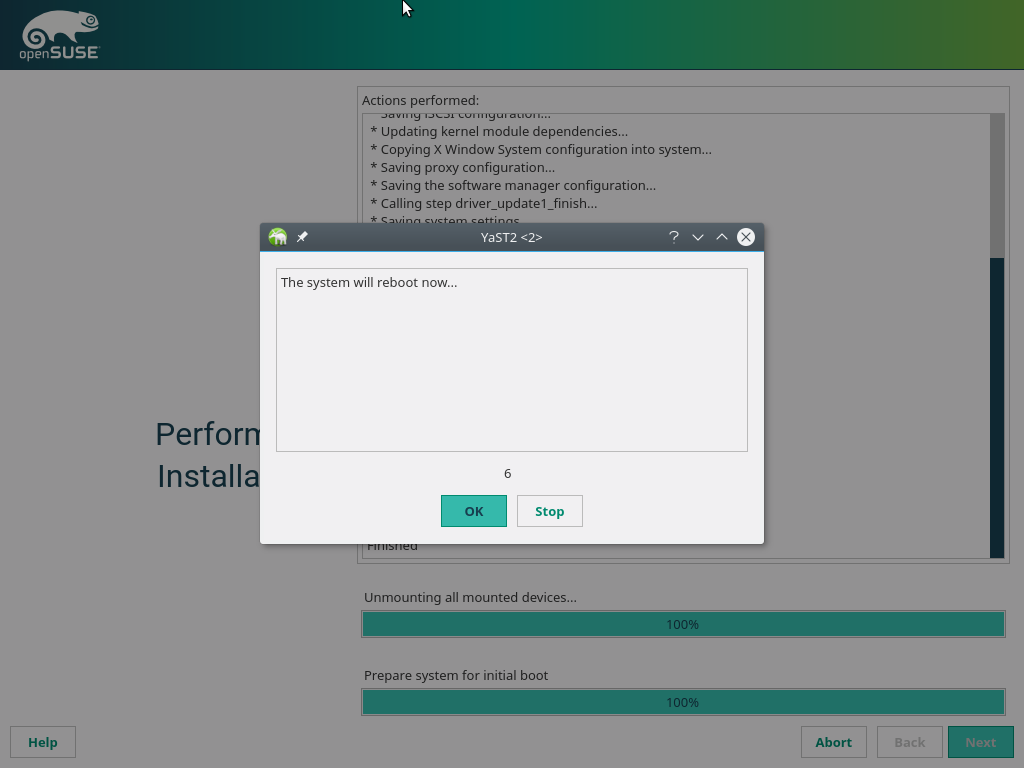 openSUSE
Actions performed:
* Saving iSCSI configuration...
* Updating kernel module dependencies...
* Copying X Window System configuration into system...
* Saving proxy configuration...
* Saving the software manager configuration...
* Calling step driver_update1_finish...
* Saving system settings
YaST2 <2>
The system will reboot now...
Perform
Installa
6
OK
Stop
Finished
Unmounting all mounted devices...
100%
Prepare system for initial boot
100%
Help
Abort
Back
Next